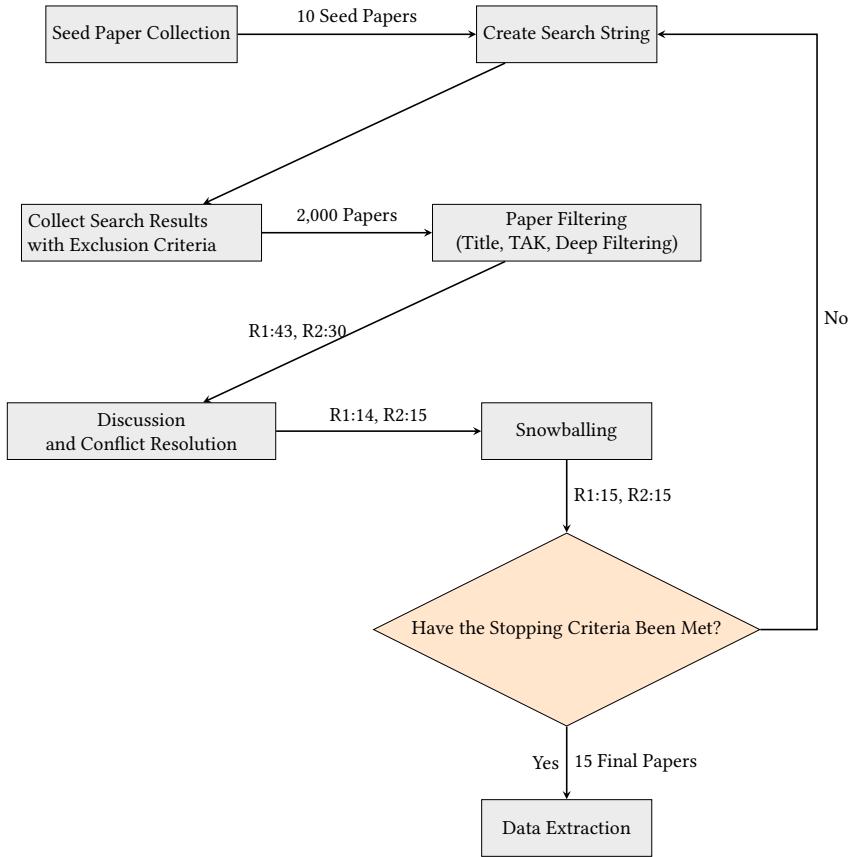 10 Seed Papers
Seed Paper Collection
Create Search String
Collect Search Results
with Exclusion Criteria
2,000 Papers
Paper Filtering
(Title, TAK, Deep Filtering)
No
R1:43, R2:30
Discussion
and Conflict Resolution
R1:14, R2:15
Snowballing
R1:15, R2:15
Have the Stopping Criteria Been Met?
Yes
15 Final Papers
Data Extraction